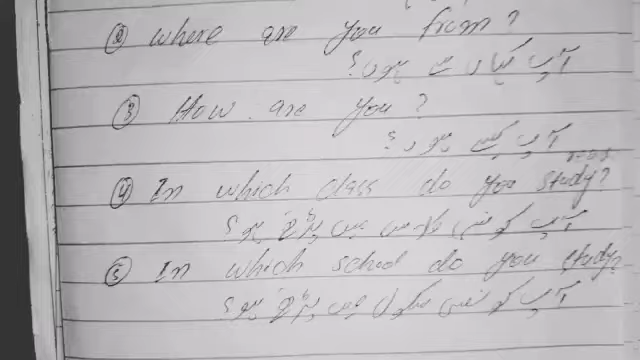 ② Where are you from?
آپ کہاں سے ہوں؟
③ How are you?
آپ کیسے ہوں؟
④ In which class do you study?
آپ کونسی کلاس میں پڑھتے ہو؟
⑤ In which school do you study?
آپ کونسی سکول میں پڑھتے ہو؟